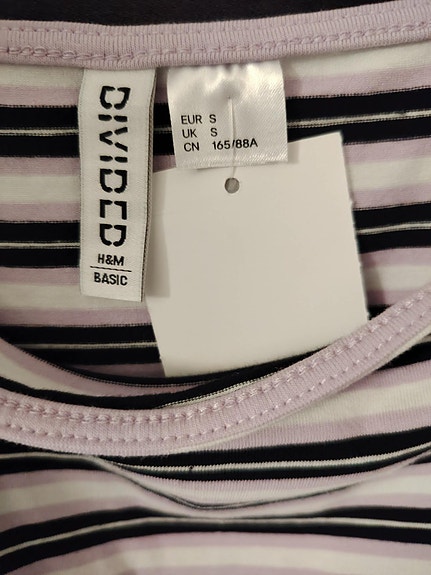 DIVIDED
H&M
BASIC
EUR S
UK S
CN 165/88A